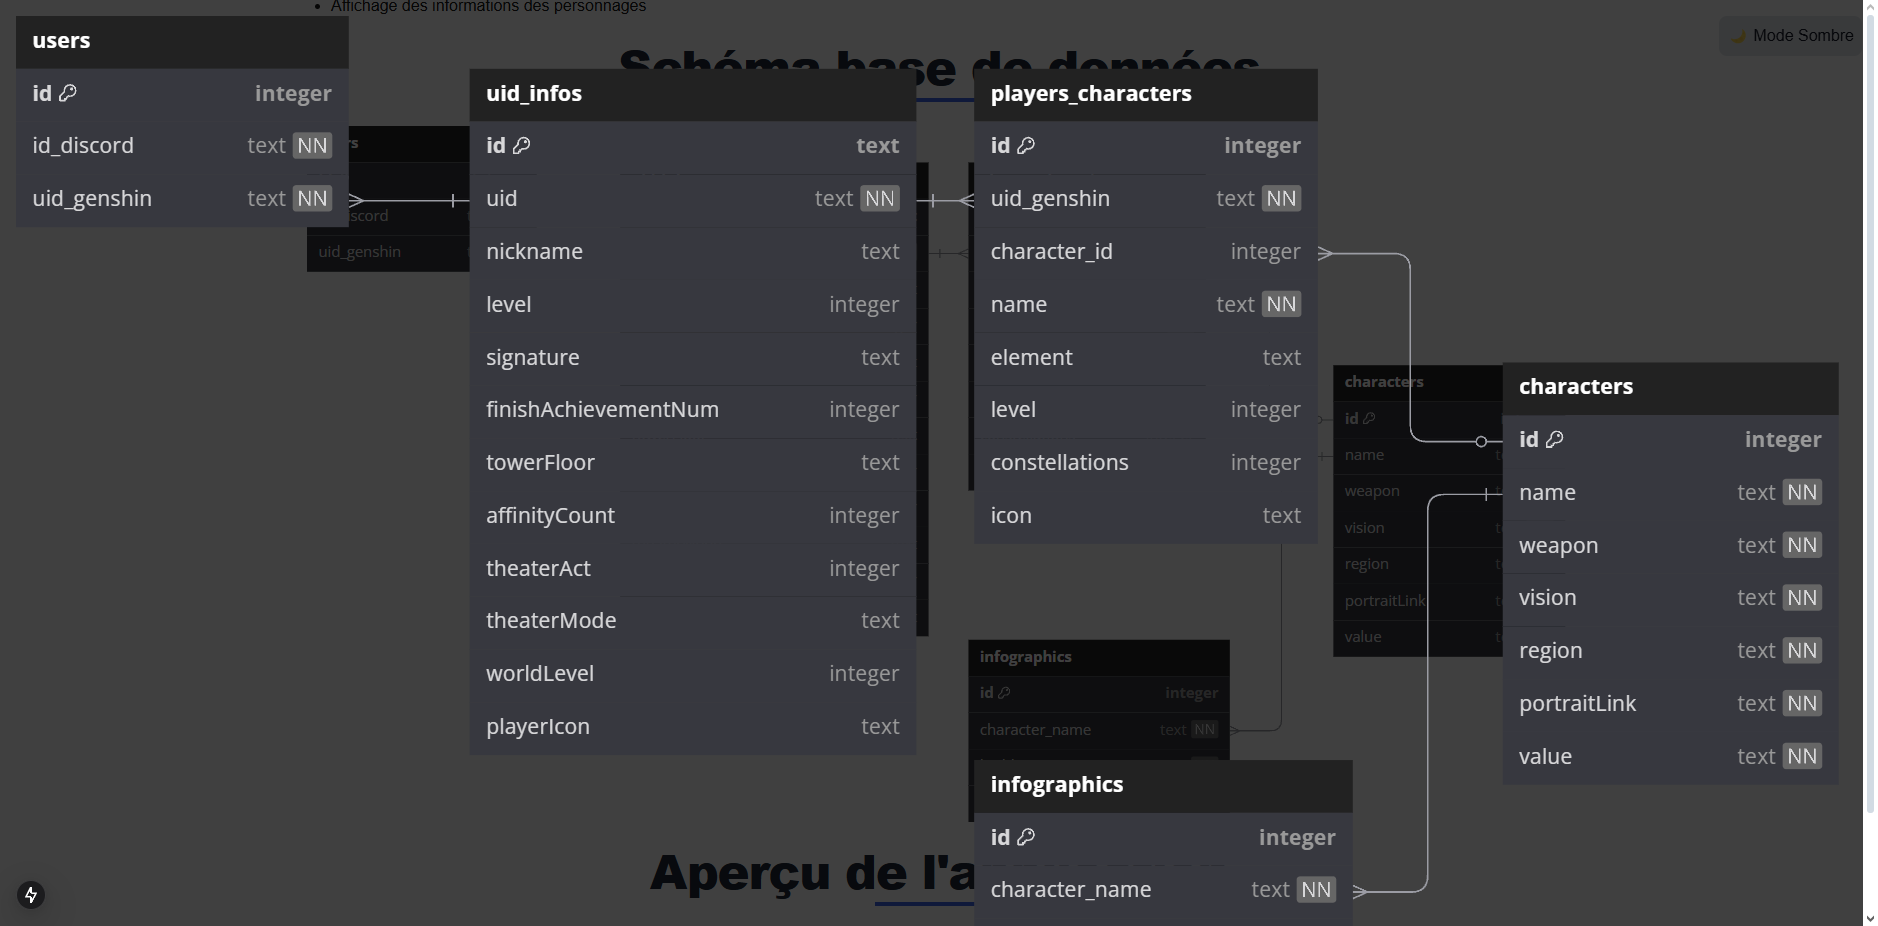 Affichage des informations des personnages
Mode Sombre
Schéma base de données
users
id integer
id_discord text NN
uid_genshin text NN
uid_infos
id text
uid text NN
nickname text
level integer
signature text
finishAchievementNum integer
towerFloor text
affinityCount integer
theaterAct integer
theaterMode text
worldLevel integer
playerIcon text
players_characters
id integer
uid_genshin text NN
character_id integer
name text NN
element text
level integer
constellations integer
icon text
characters
id integer
name text NN
weapon text NN
vision text NN
region text NN
portraitLink text NN
value text NN
infographics
id integer
character_name text NN
uid_genshin
characters
id
name
weapon
vision
region
portraitLink
value
infographics
id integer
character_name text NN
Aperçu de l'a